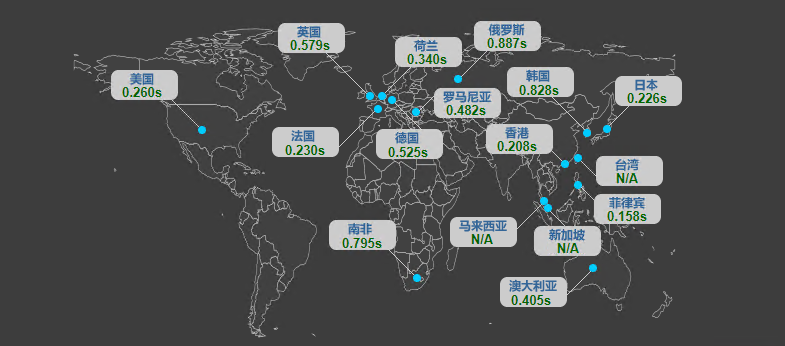 英国
0.579s
俄罗斯
0.887s
荷兰
0.340s
美国
0.260s
韩国
0.828s
日本
0.226s
罗马尼亚
0.482s
法国
0.230s
德国
0.525s
香港
0.208s
台湾
N/A
菲律宾
0.158s
南非
0.795s
马来西亚
N/A
新加坡
N/A
澳大利亚
0.405s